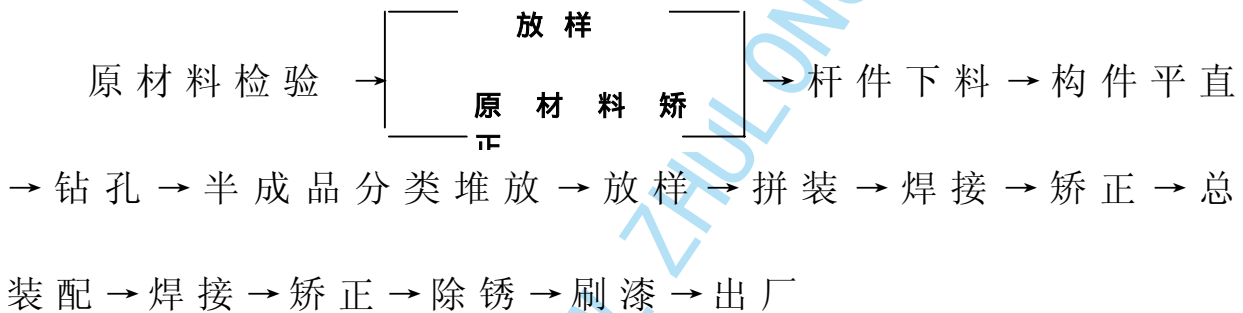 放 样
原材料检验 → → 杆件下料 → 构件平直
原 材 料 矫
正
→ 钻孔 → 半成品分类堆放 → 放样 → 拼装 → 焊接 → 矫正 → 总
装配 → 焊接 → 矫正 → 除锈 → 刷漆 → 出厂
ZHULONG